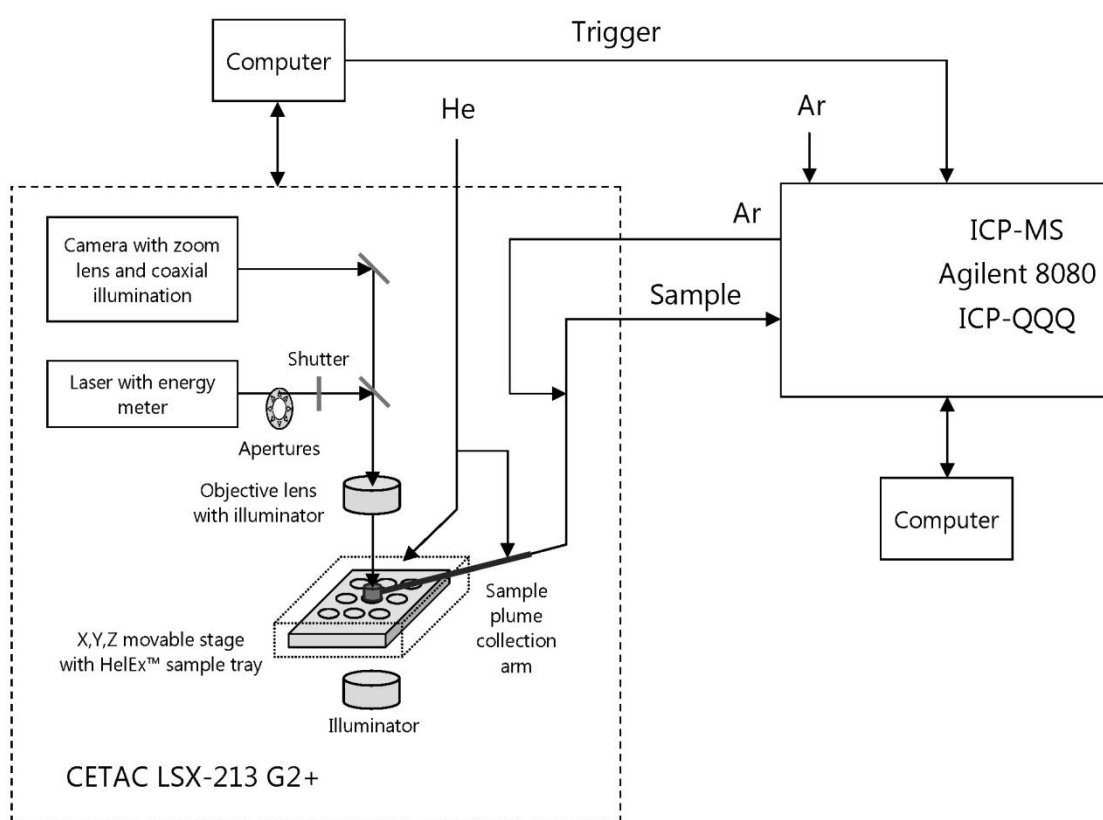 Trigger
Computer
He
Ar
Camera with zoom
lens and coaxial
illumination
Ar
ICP-MS
Agilent 8080
ICP-QQQ
Sample
Shutter
Laser with energy
meter
Apertures
Objective lens
with illuminator
Computer
Sample
plume
collection
arm
X,Y,Z movable stage
with HelEx™ sample tray
Illuminator
CETAC LSX-213 G2+